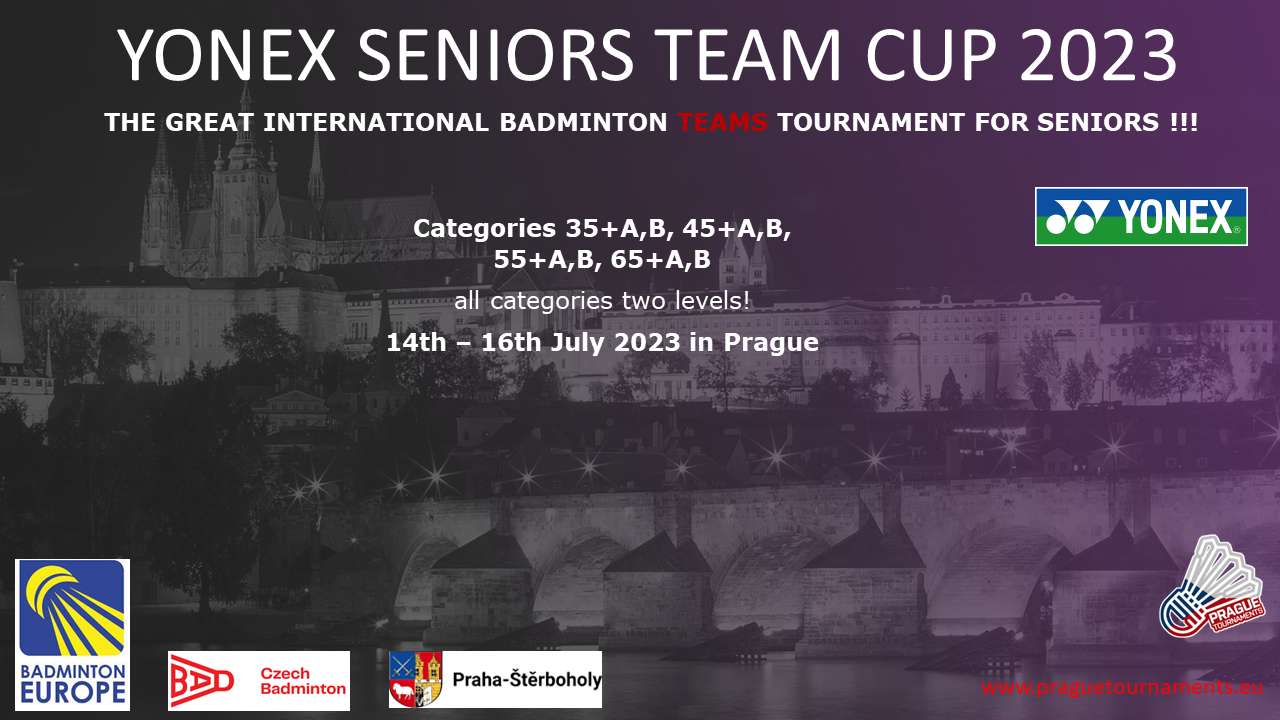 YONEX SENIORS TEAM CUP 2023
THE GREAT INTERNATIONAL BADMINTON TEAMS TOURNAMENT FOR SENIORS !!!
YONEX ®
Categories 35+A,B, 45+A,B,
55+A,B, 65+A,B
all categories two levels!
14th – 16th July 2023 in Prague
BADMINTON
EUROPE
BAD
Czech
Badminton
Praha-Štěrboholy
PRAGUE
TOURNAMENTS
www.praguetournaments.eu